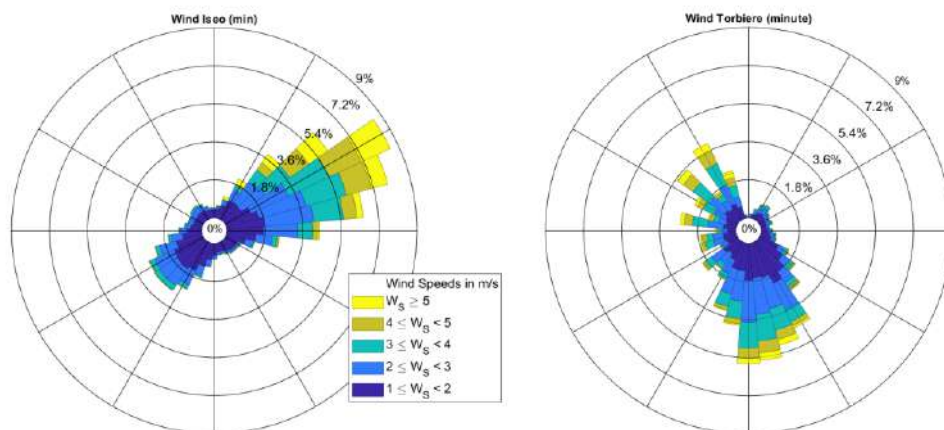 Wind Iseo (min)
9%
7.2%
5.4%
3.6%
1.8%
0%
Wind Torbiere (minute)
9%
7.2%
5.4%
3.6%
1.8%
0%
Wind Speeds in m/s
W_S ≥ 5
4 ≤ W_S < 5
3 ≤ W_S < 4
2 ≤ W_S < 3
1 ≤ W_S < 2